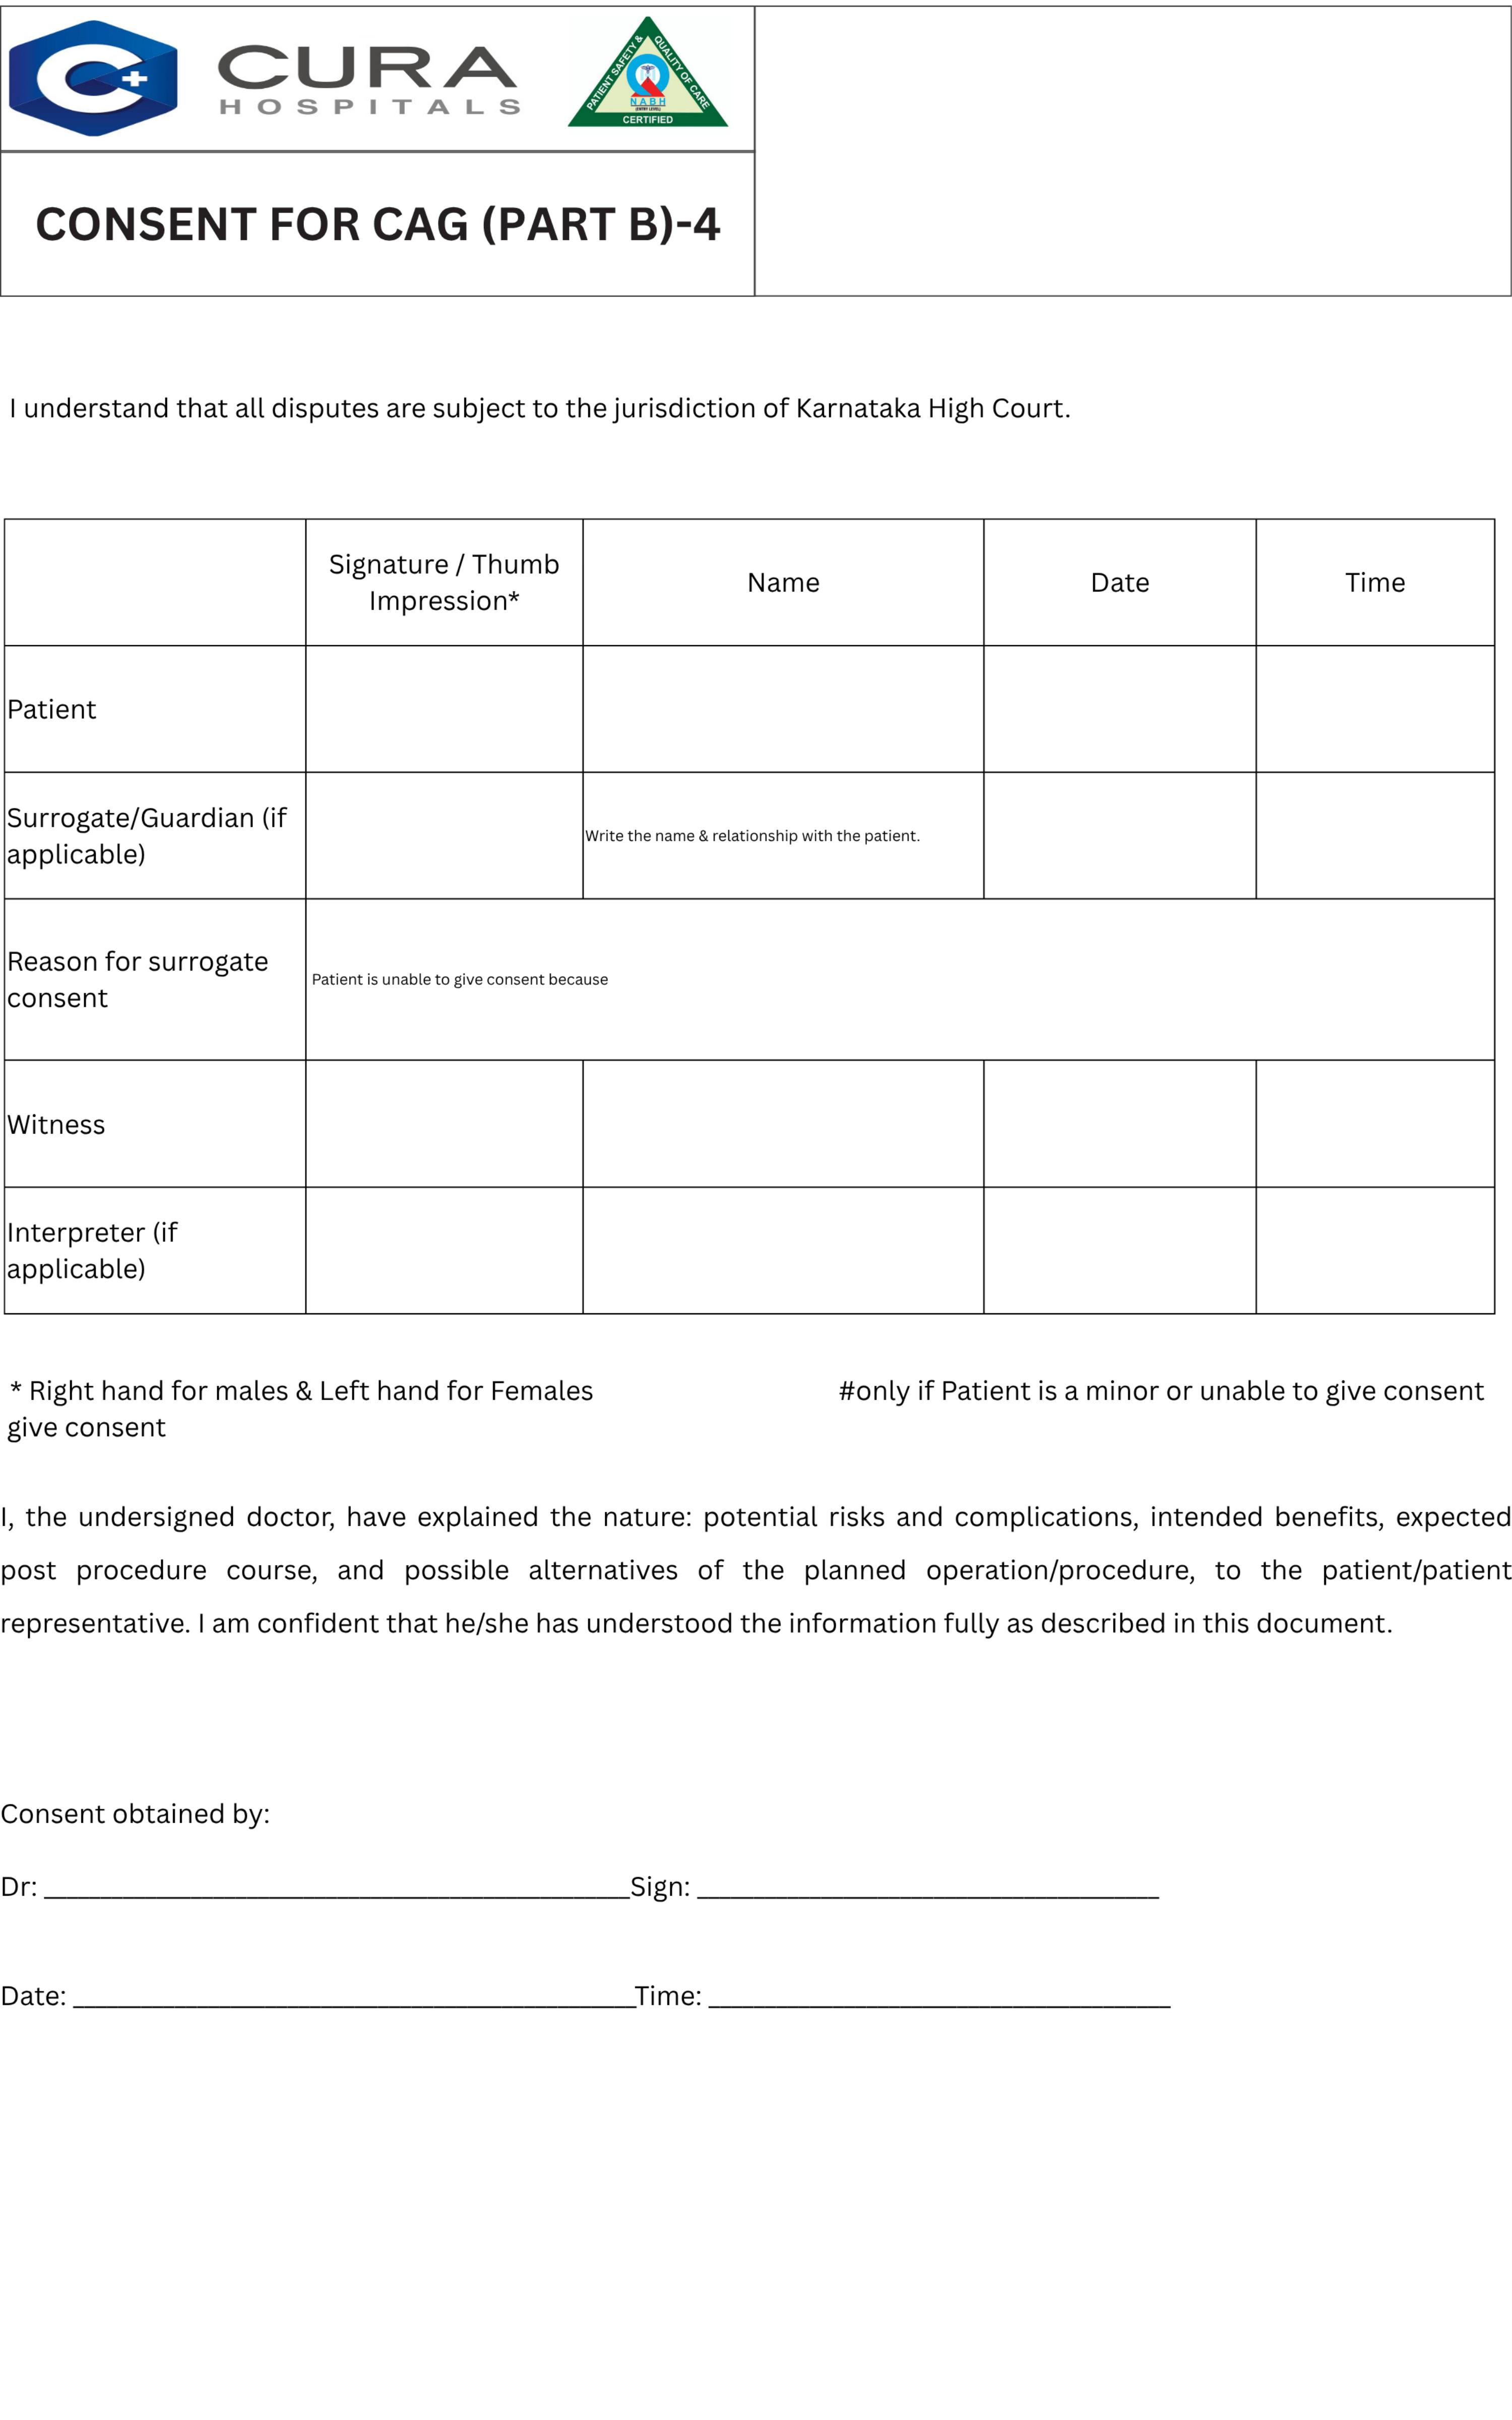 CURA
HOSPITALS
PATIENT SAFETY & QUALITY OF CARE
NABH
(ENTRY LEVEL)
CERTIFIED
CONSENT FOR CAG (PART B)-4
I understand that all disputes are subject to the jurisdiction of Karnataka High Court.
Signature / Thumb
Impression*
Name
Date
Time
Patient
Surrogate/Guardian (if
applicable)
Write the name & relationship with the patient.
Reason for surrogate
consent
Patient is unable to give consent because
Witness
Interpreter (if
applicable)
* Right hand for males & Left hand for Females #only if Patient is a minor or unable to give consent
give consent
I, the undersigned doctor, have explained the nature: potential risks and complications, intended benefits, expected
post procedure course, and possible alternatives of the planned operation/procedure, to the patient/patient
representative. I am confident that he/she has understood the information fully as described in this document.
Consent obtained by:
Dr: ____________________ Sign: ____________________
Date: ____________________ Time: ____________________